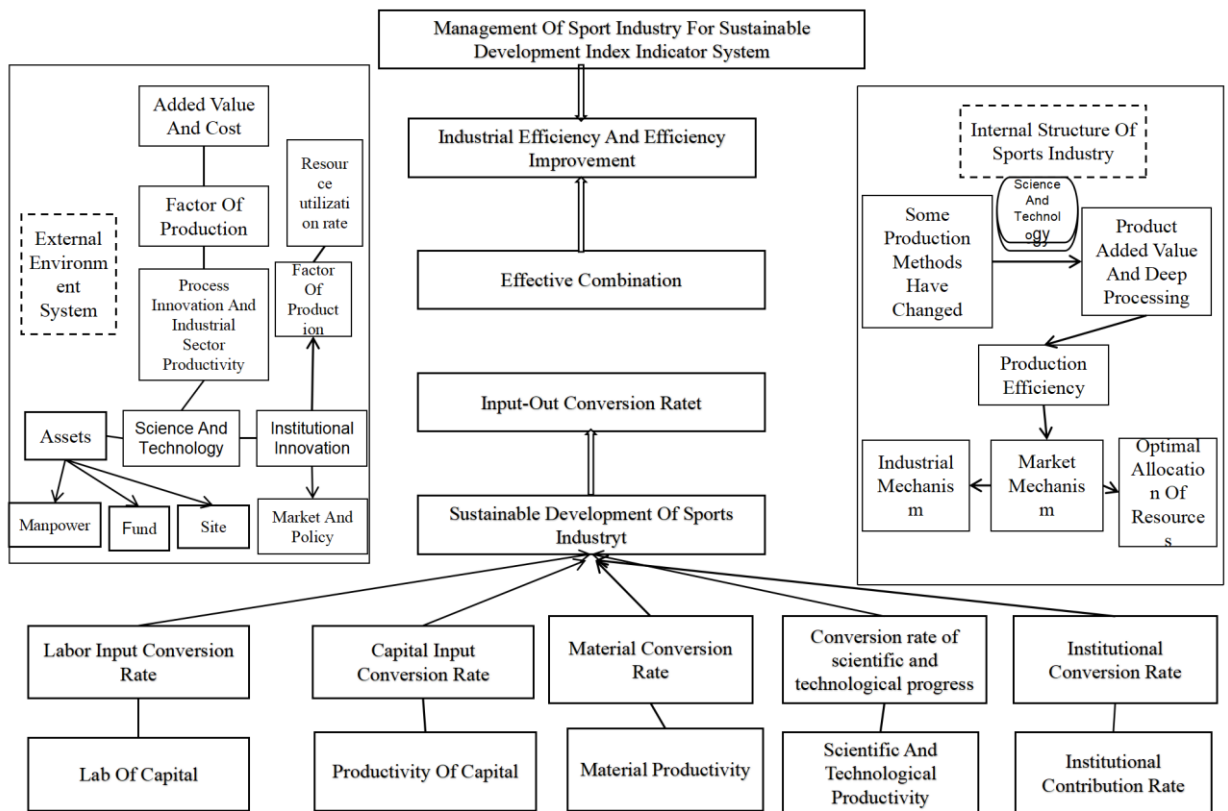 Management Of Sport Industry For Sustainable
Development Index Indicator System
Industrial Efficiency And Efficiency
Improvement
Effective Combination
Input-Out Conversion Ratet
Sustainable Development Of Sports
Industryt
Added Value
And Cost
Factor Of
Production
Process
Innovation And
Industrial
Sector
Productivity
Resour
ce
utilizati
on rate
Factor
Of
Product
ion
External
Environm
ent
System
Assets
Science And
Technology
Institutional
Innovation
Manpower
Fund
Site
Market And
Policy
Internal Structure Of
Sports Industry
Science
And
Technol
ogy
Some
Production
Methods
Have
Changed
Product
Added Value
And Deep
Processing
Production
Efficiency
Industrial
Mechanis
m
Market
Mechanis
m
Optimal
Allocatio
n Of
Resource
s
Labor Input Conversion
Rate
Capital Input
Conversion Rate
Material Conversion
Rate
Conversion rate of
scientific and
technological progress
Institutional
Conversion Rate
Lab Of Capital
Productivity Of Capital
Material Productivity
Scientific And
Technological
Productivity
Institutional
Contribution Rate